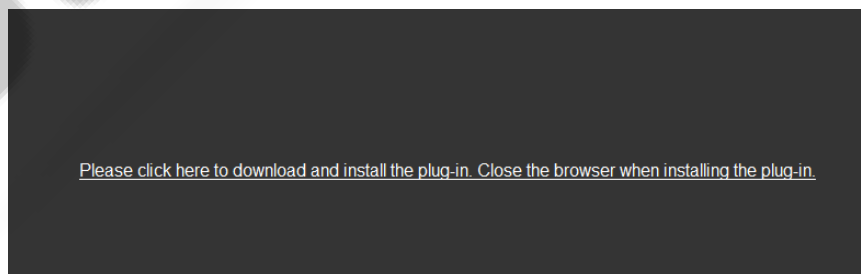 Please click here to download and install the plug-in. Close the browser when installing the plug-in.